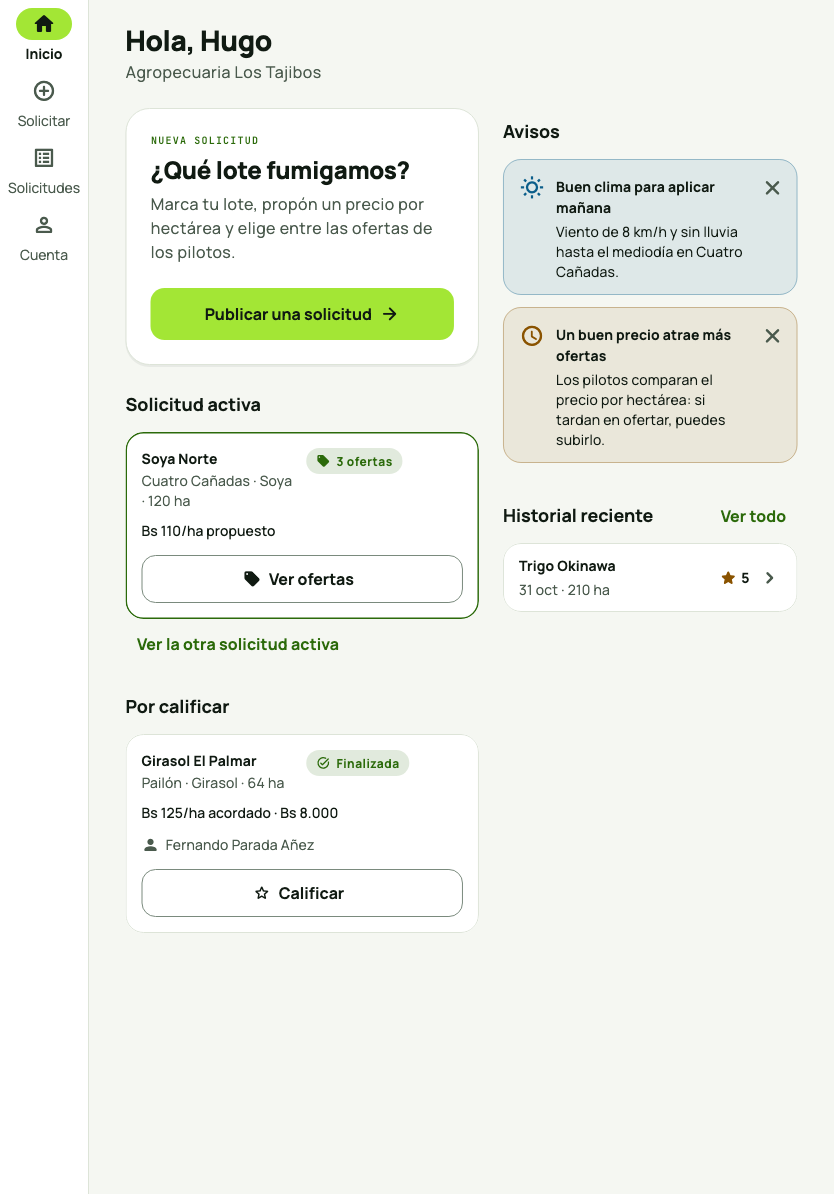 Inicio
Solicitar
Solicitudes
Cuenta
Hola, Hugo
Agropecuaria Los Tajibos
NUEVA SOLICITUD
¿Qué lote fumigamos?
Marca tu lote, propón un precio por
hectárea y elige entre las ofertas de
los pilotos.
Publicar una solicitud
Solicitud activa
Soya Norte
3 ofertas
Cuatro Cañadas · Soya
· 120 ha
Bs 110/ha propuesto
Ver ofertas
Ver la otra solicitud activa
Por calificar
Girasol El Palmar
Finalizada
Pailón · Girasol · 64 ha
Bs 125/ha acordado · Bs 8.000
Fernando Parada Añez
Calificar
Avisos
Buen clima para aplicar
mañana
Viento de 8 km/h y sin lluvia
hasta el mediodía en Cuatro
Cañadas.
Un buen precio atrae más
ofertas
Los pilotos comparan el
precio por hectárea: si
tardan en ofertar, puedes
subirlo.
Historial reciente
Ver todo
Trigo Okinawa
31 oct · 210 ha
5